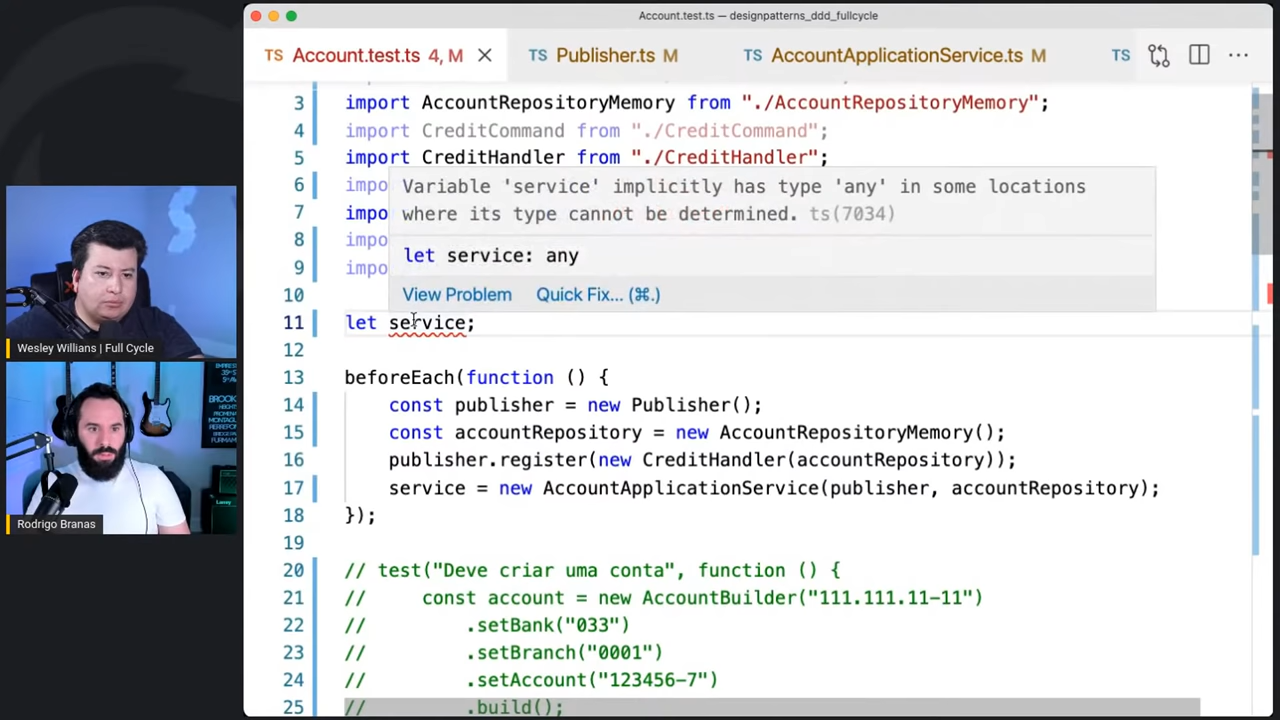 Account.test.ts — designpatterns_ddd_fullcycle
TS Account.test.ts 4, M TS Publisher.ts M TS AccountApplicationService.ts M TS
3 import AccountRepositoryMemory from "./AccountRepositoryMemory";
4 import CreditCommand from "./CreditCommand";
5 import CreditHandler from "./CreditHandler";
6 impo
Variable 'service' implicitly has type 'any' in some locations
7 impo
where its type cannot be determined. ts(7034)
8 impo
let service: any
9 impo
View Problem Quick Fix... (⌘.)
10
11 let service;
12
13 beforeEach(function () {
14 const publisher = new Publisher();
15 const accountRepository = new AccountRepositoryMemory();
16 publisher.register(new CreditHandler(accountRepository));
17 service = new AccountApplicationService(publisher, accountRepository);
18 });
19
20 // test("Deve criar uma conta", function () {
21 // const account = new AccountBuilder("111.111.11-11")
22 // .setBank("033")
23 // .setBranch("0001")
24 // .setAccount("123456-7")
25 // .build();
Wesley Willians | Full Cycle
Rodrigo Branas